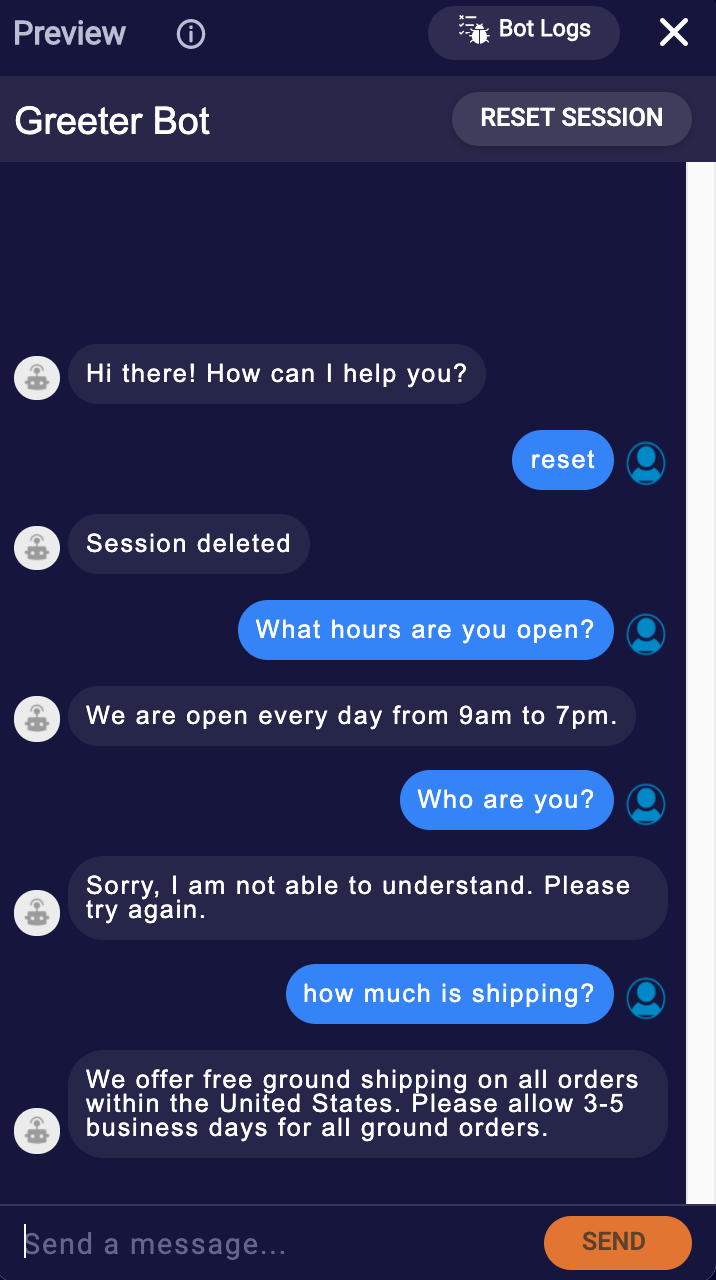 Preview
Bot Logs
Greeter Bot
RESET SESSION
Hi there! How can I help you?
reset
Session deleted
What hours are you open?
We are open every day from 9am to 7pm.
Who are you?
Sorry, I am not able to understand. Please
try again.
how much is shipping?
We offer free ground shipping on all orders
within the United States. Please allow 3-5
business days for all ground orders.
Send a message...
SEND